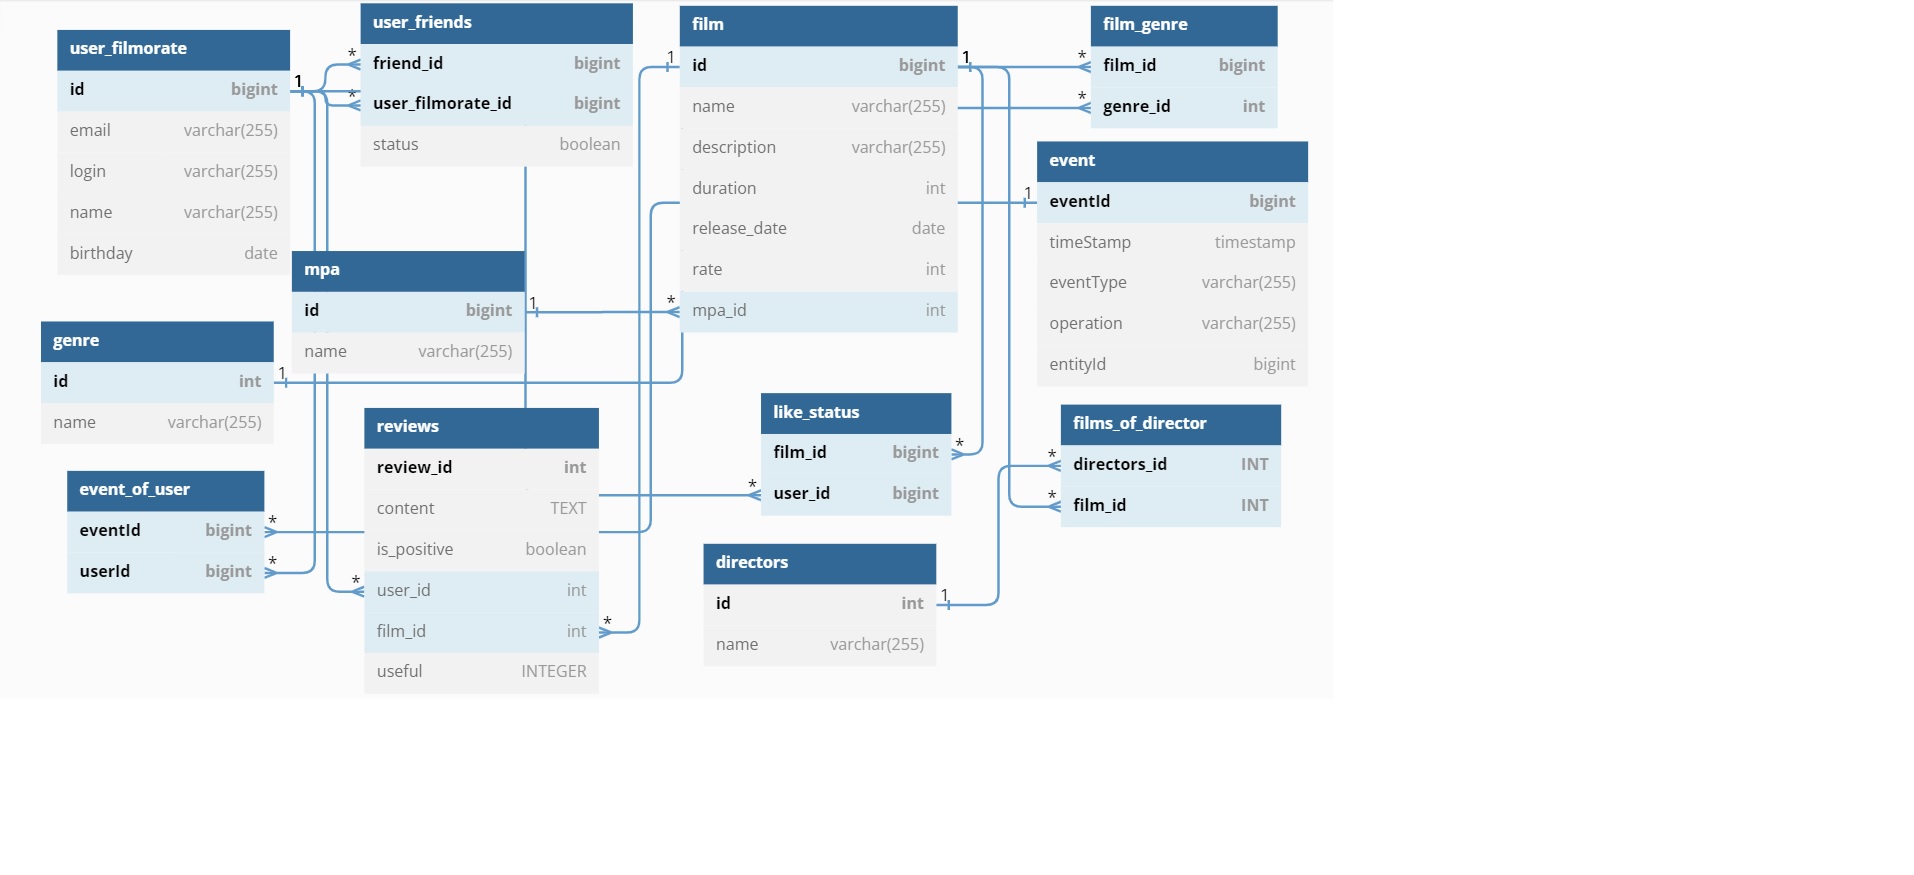 user_filmorate
id bigint
email varchar(255)
login varchar(255)
name varchar(255)
birthday date
1
user_friends
* friend_id bigint
* user_filmorate_id bigint
status boolean
film
1 id bigint 1
name varchar(255)
description varchar(255)
duration int
release_date date
rate int
* mpa_id int
film_genre
* film_id bigint
* genre_id int
event
1 eventId bigint
timeStamp timestamp
eventType varchar(255)
operation varchar(255)
entityId bigint
mpa
id bigint 1
name varchar(255)
genre
id int 1
name varchar(255)
event_of_user
eventId bigint *
userId bigint *
reviews
review_id int
content TEXT
is_positive boolean
* user_id int
film_id int *
useful INTEGER
like_status
film_id bigint *
* user_id bigint
films_of_director
* directors_id INT
* film_id INT
directors
id int 1
name varchar(255)